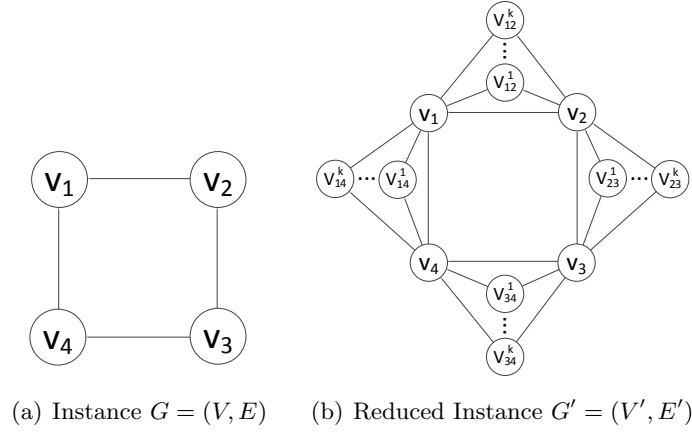 V₁₂ᵏ
⋮
V₁₂¹
v₁ v₂
v₁ v₂
V₁₄ᵏ ··· V₁₄¹ V₂₃¹ ··· V₂₃ᵏ
v₄ v₃
v₄ v₃
V₃₄¹
⋮
V₃₄ᵏ
(a) Instance G = (V, E) (b) Reduced Instance G′ = (V′, E′)